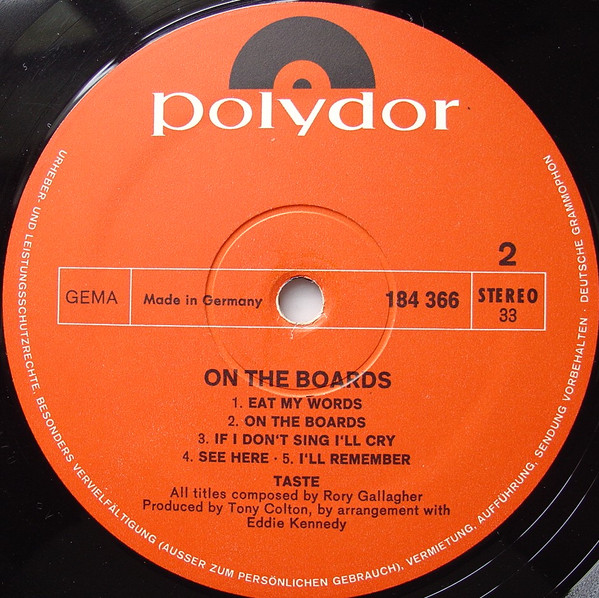 polydor
2
GEMA
Made in Germany
184 366
STEREO
33
ON THE BOARDS
1. EAT MY WORDS
2. ON THE BOARDS
3. IF I DON'T SING I'LL CRY
4. SEE HERE · 5. I'LL REMEMBER
TASTE
All titles composed by Rory Gallagher
Produced by Tony Colton, by arrangement with
Eddie Kennedy
URHEBER- UND LEISTUNGSSCHUTZRECHTE, BESONDERS VERVIELFÄLTIGUNG (AUSSER ZUM PERSÖNLICHEN GEBRAUCH), VERMIETUNG, AUFFÜHRUNG, SENDUNG VORBEHALTEN · DEUTSCHE GRAMMOPHON